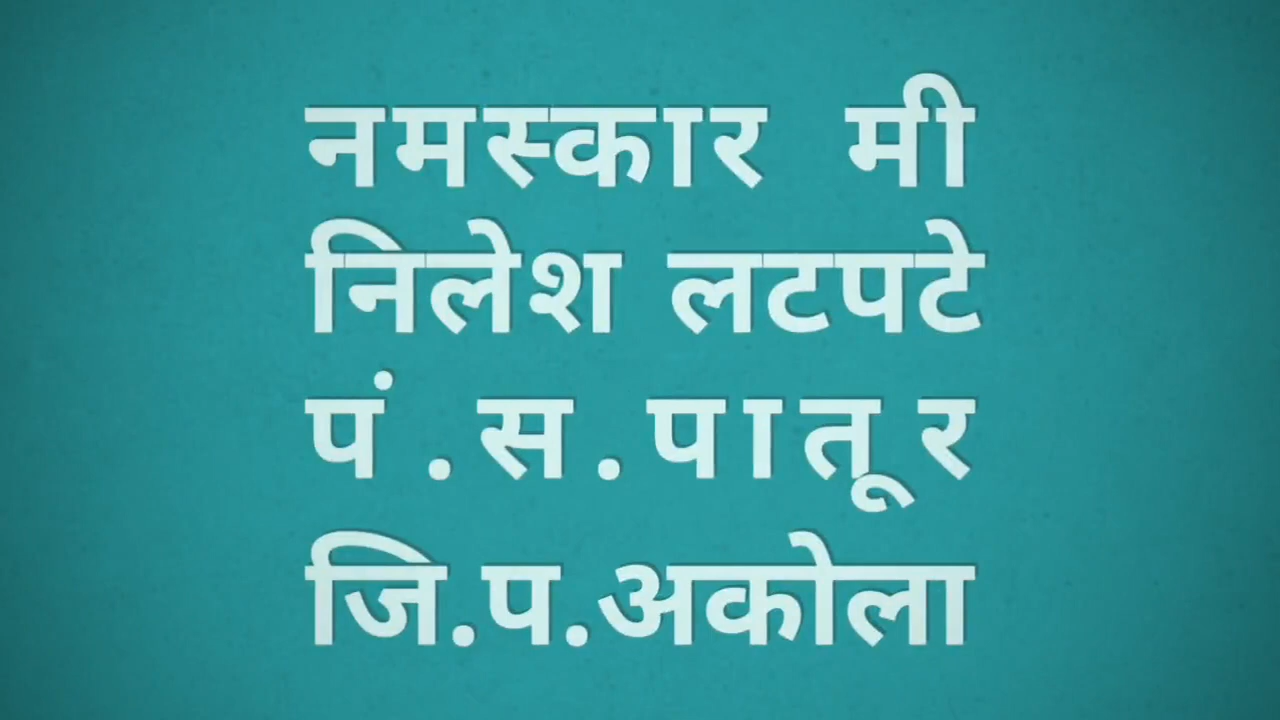 नमस्कार मी
निलेश लटपटे
पं.स.पातूर
जि.प.अकोला